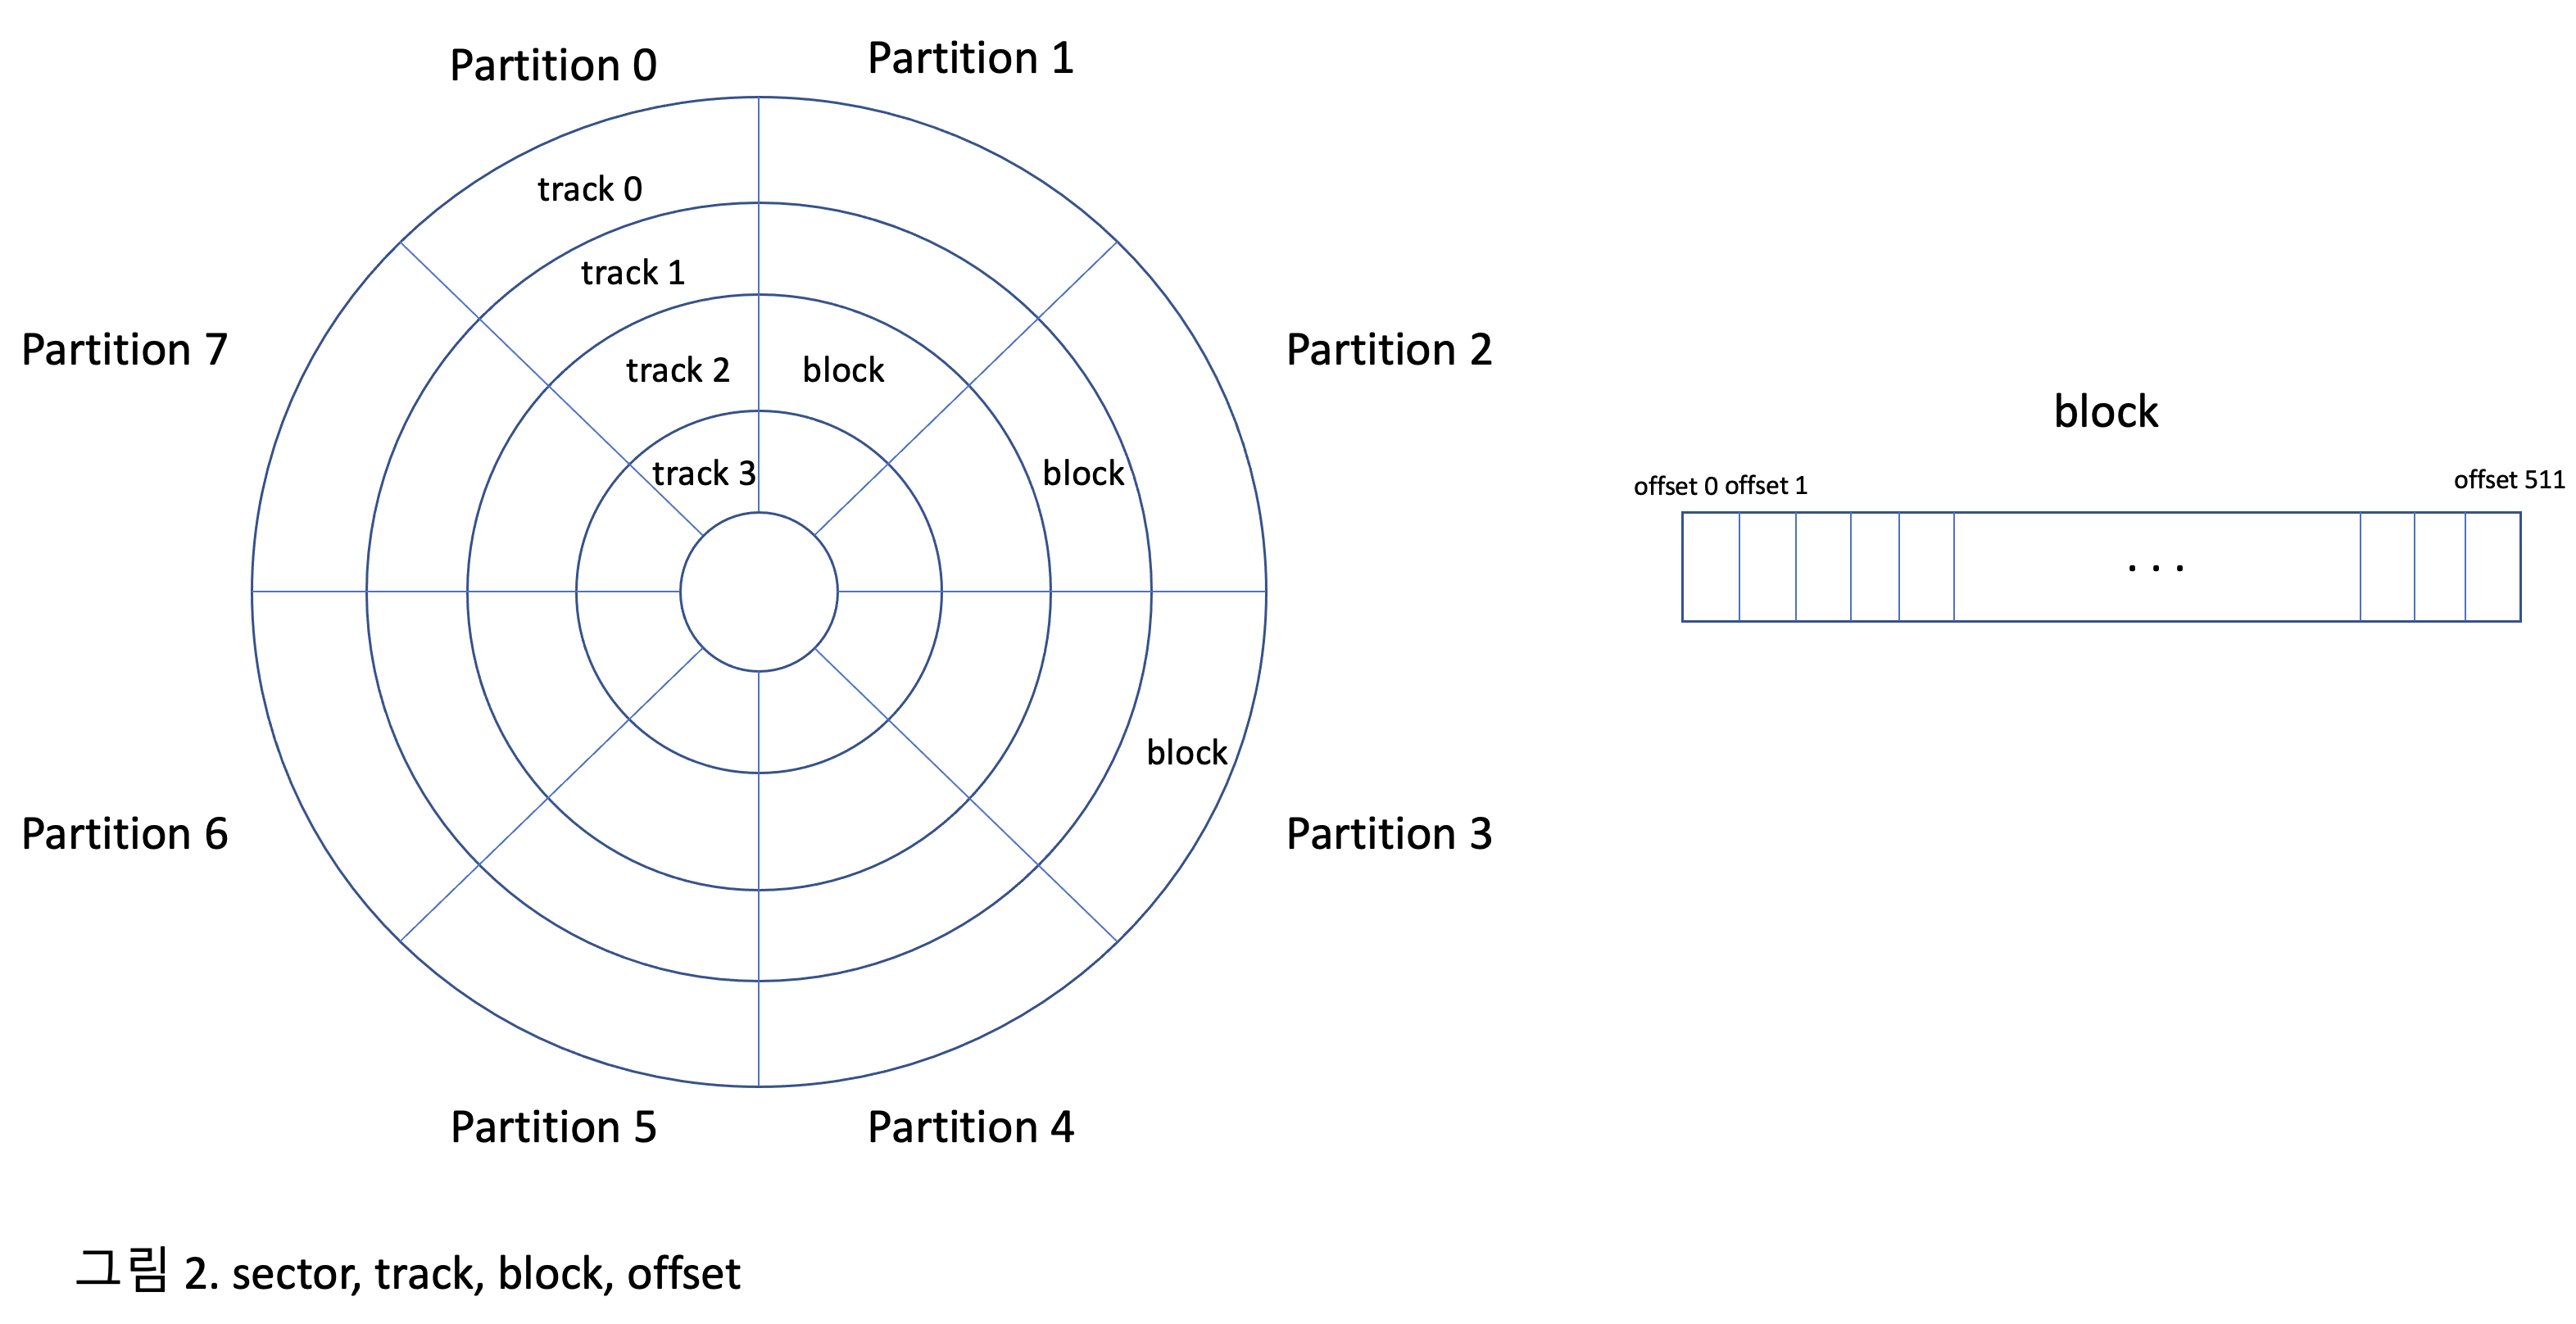 Partition 0
Partition 1
track 0
track 1
Partition 7
Partition 2
track 2
block
block
track 3
block
offset 0
offset 1
offset 511
...
block
Partition 6
Partition 3
Partition 5
Partition 4
그림 2. sector, track, block, offset